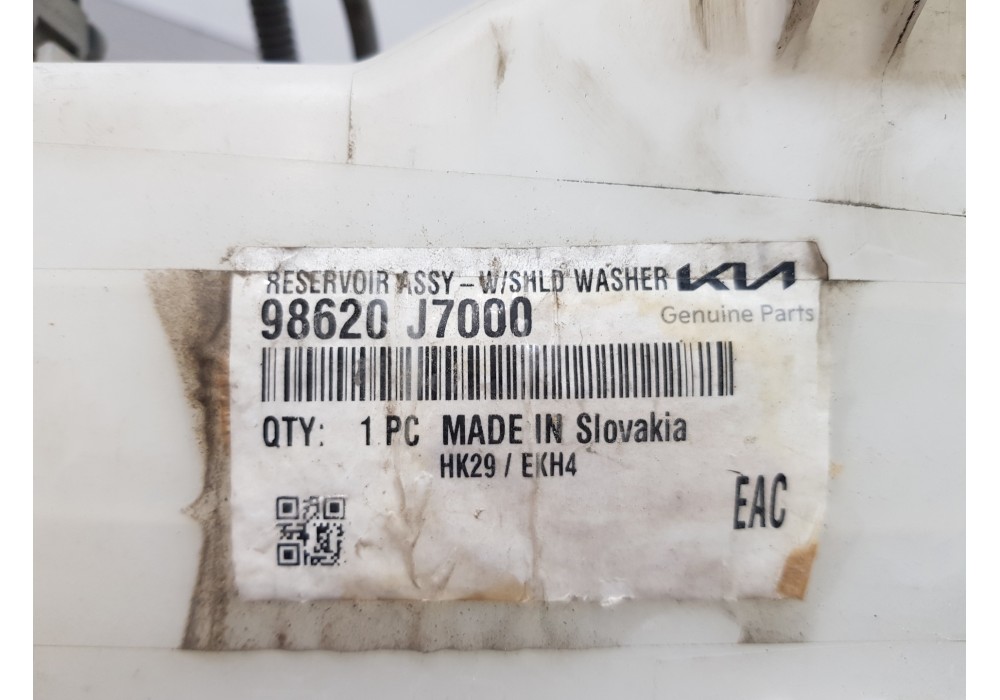 RESERVOIR ASSY - W/SHLD WASHER KIA
98620 J7000 Genuine Parts
QTY: 1 PC MADE IN Slovakia
HK29 / EKH4
EAC